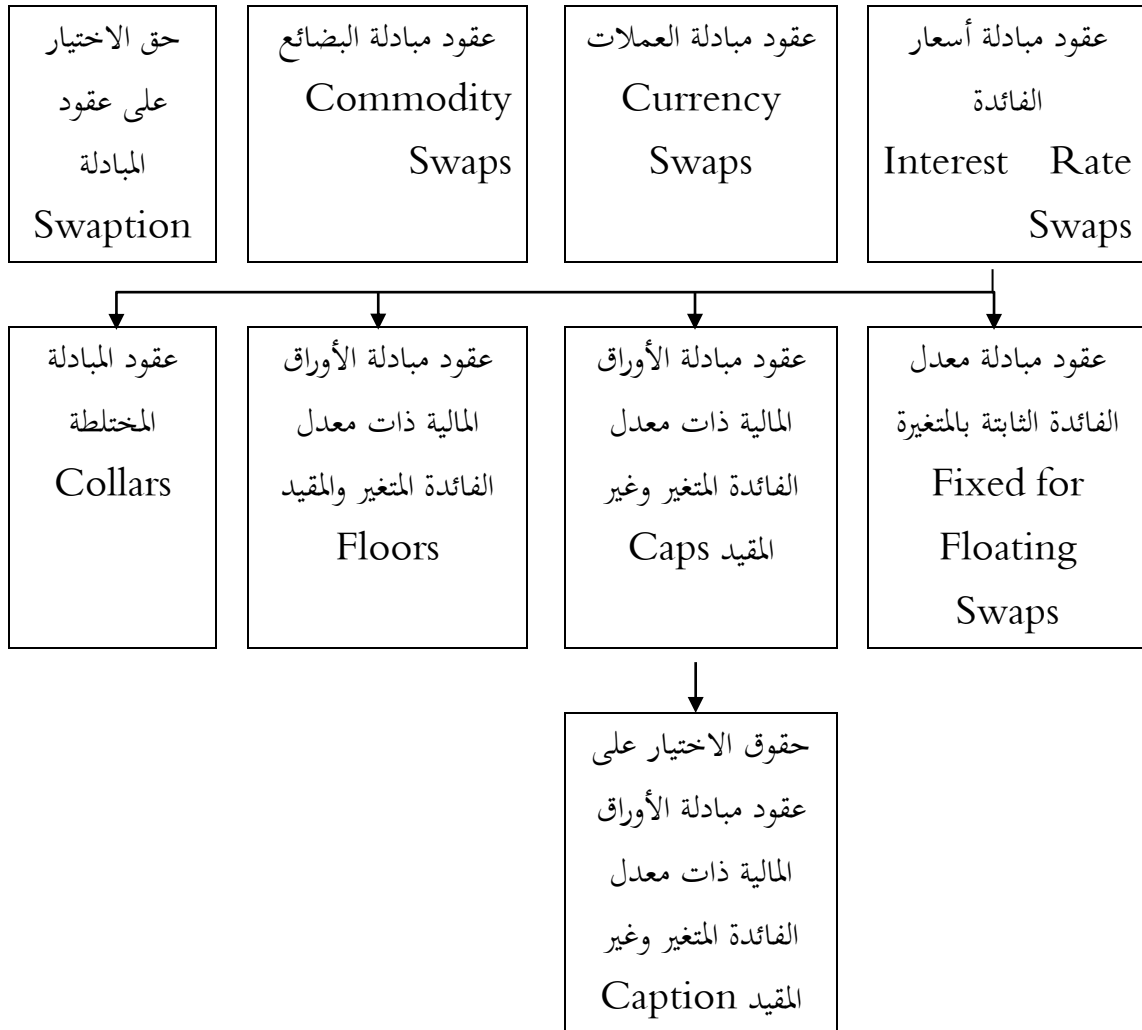 عقود مبادلة أسعار
الفائدة
Interest Rate
Swaps
عقود مبادلة العملات
Currency
Swaps
عقود مبادلة البضائع
Commodity
Swaps
حق الاختيار
على عقود
المبادلة
Swaption
عقود مبادلة معدل
الفائدة الثابتة بالمتغيرة
Fixed for
Floating
Swaps
عقود مبادلة الأوراق
المالية ذات معدل
الفائدة المتغير وغير
المقيد Caps
عقود مبادلة الأوراق
المالية ذات معدل
الفائدة المتغير والمقيد
Floors
عقود المبادلة
المختلطة
Collars
حقوق الاختيار على
عقود مبادلة الأوراق
المالية ذات معدل
الفائدة المتغير وغير
المقيد Caption